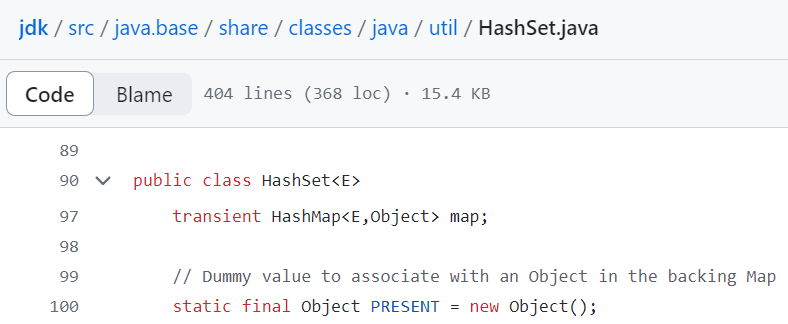 jdk / src / java.base / share / classes / java / util / HashSet.java
Code Blame 404 lines (368 loc) · 15.4 KB
89
90 public class HashSet<E>
97 transient HashMap<E,Object> map;
98
99 // Dummy value to associate with an Object in the backing Map
100 static final Object PRESENT = new Object();